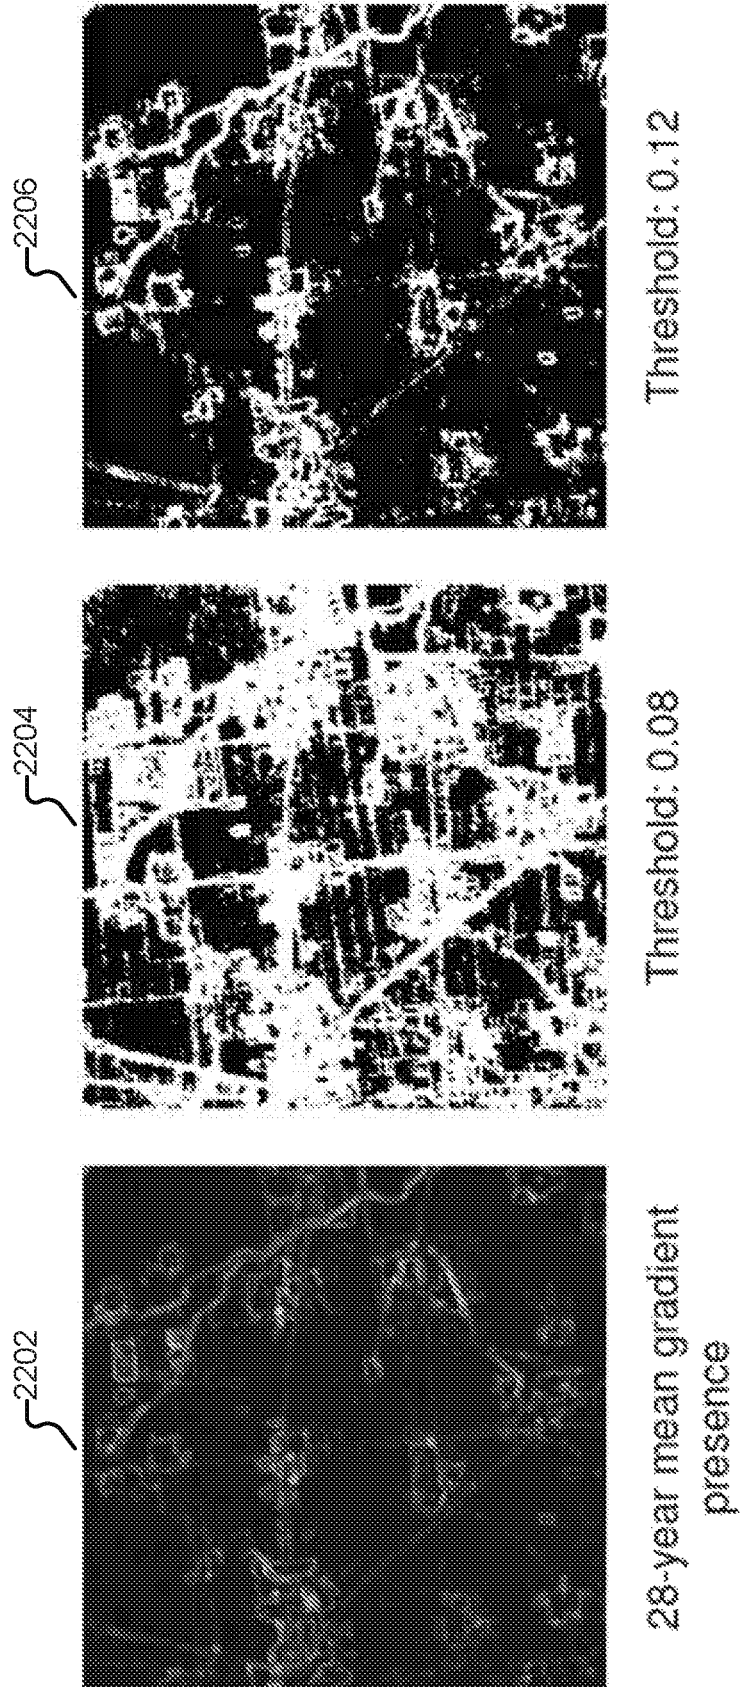 2202
28-year mean gradient
presence
2204
Threshold: 0.08
2206
Threshold: 0.12